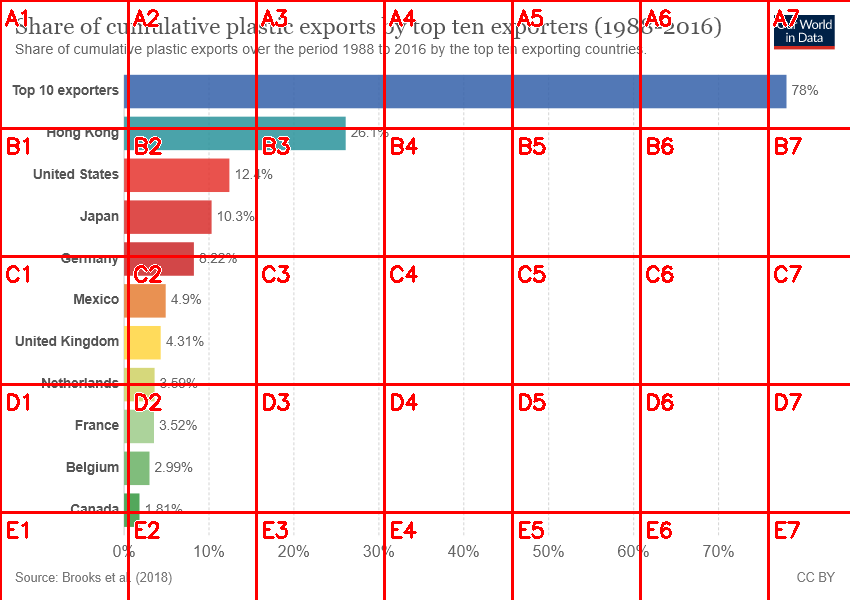 Share of cumulative plastic exports by top ten exporters (1988-2016)
Share of cumulative plastic exports over the period 1988 to 2016 by the top ten exporting countries.
Our World
in Data
Top 10 exporters 78%
Hong Kong 26.1%
United States 12.4%
Japan 10.3%
Germany 8.22%
Mexico 4.9%
United Kingdom 4.31%
Netherlands 3.59%
France 3.52%
Belgium 2.99%
Canada 1.81%
0% 10% 20% 30% 40% 50% 60% 70%
Source: Brooks et al. (2018) CC BY
A1 A2 A3 A4 A5 A6 A7
B1 B2 B3 B4 B5 B6 B7
C1 C2 C3 C4 C5 C6 C7
D1 D2 D3 D4 D5 D6 D7
E1 E2 E3 E4 E5 E6 E7